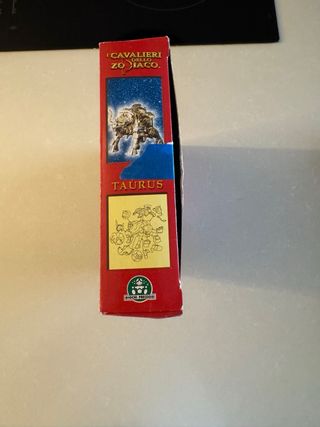 I CAVALIERI
DELLO
ZODIACO
TAURUS
GIOCHI PREZIOSI